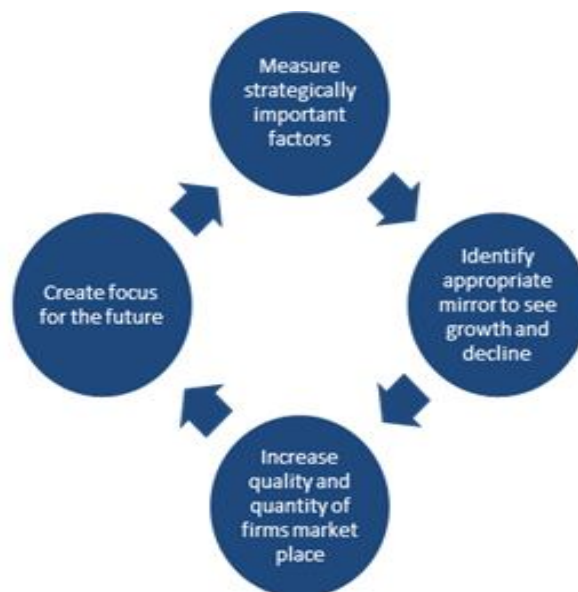 Measure
strategically
important
factors
Identify
appropriate
mirror to see
growth and
decline
Increase
quality and
quantity of
firms market
place
Create focus
for the future